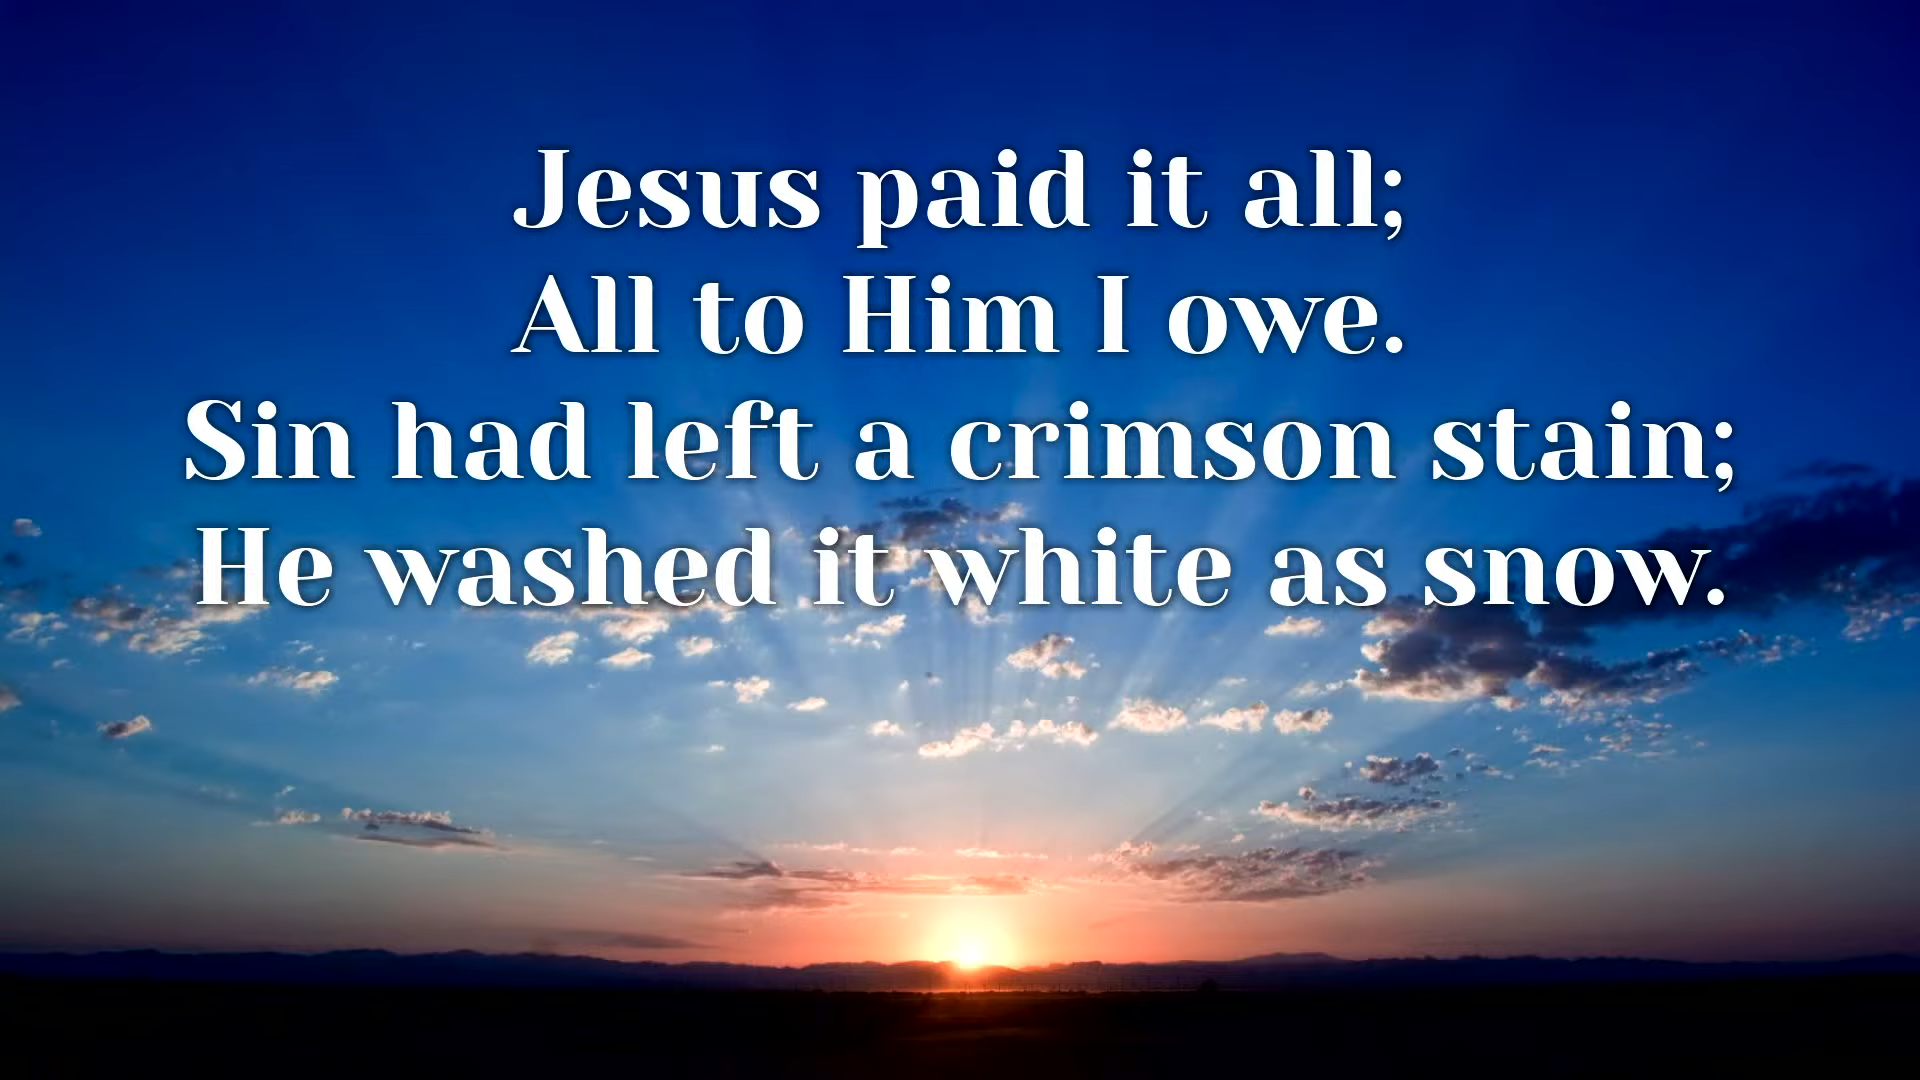 Jesus paid it all;
All to Him I owe.
Sin had left a crimson stain;
He washed it white as snow.